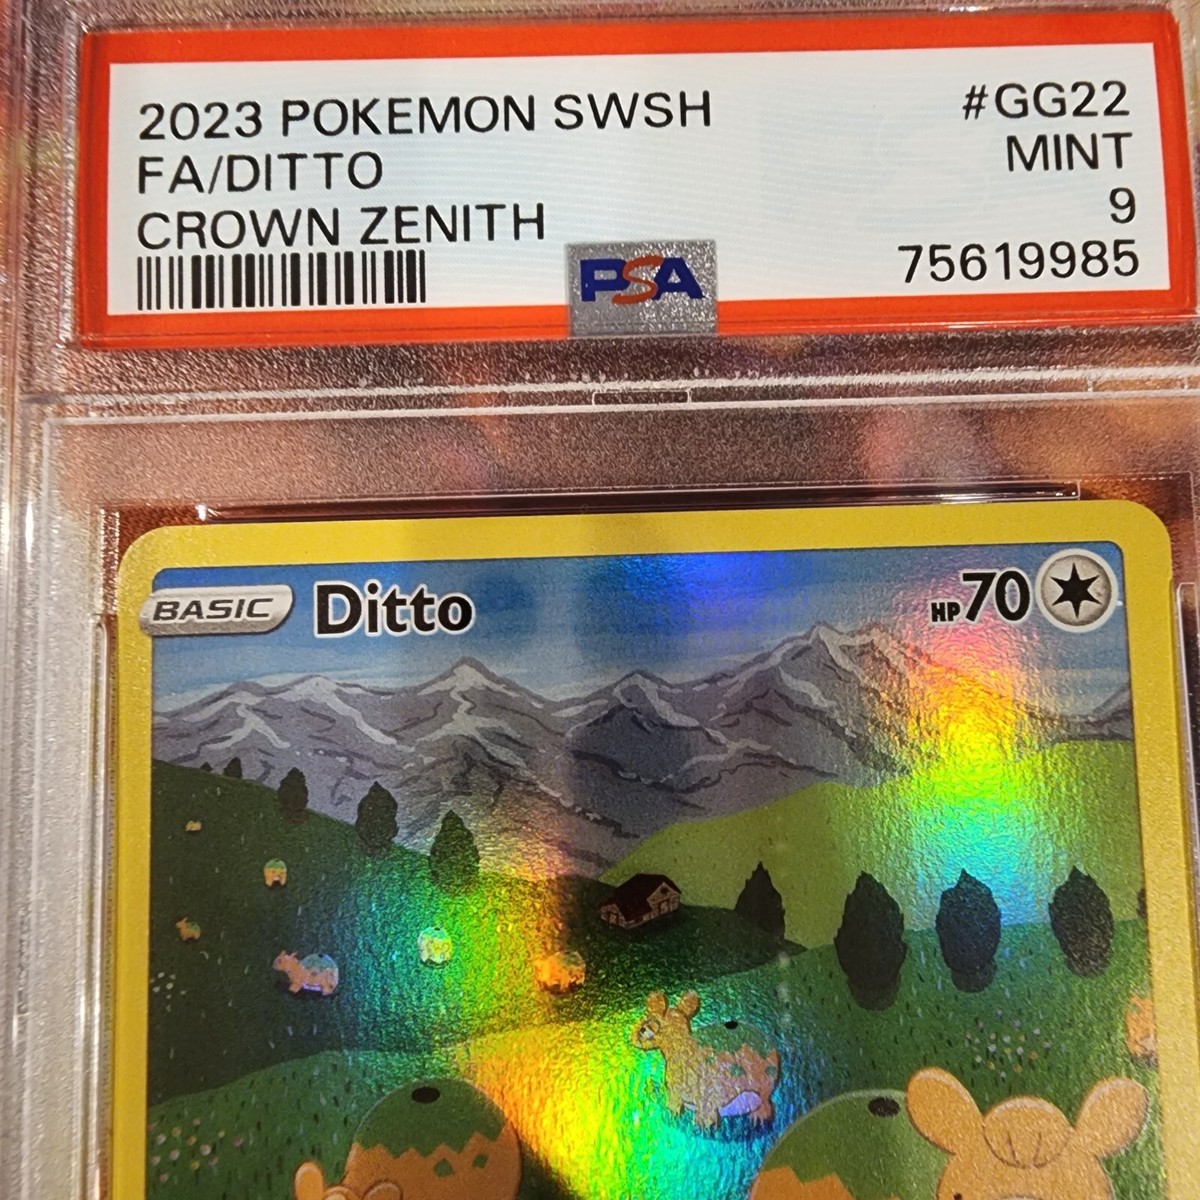 2023 POKEMON SWSH #GG22
FA/DITTO MINT
CROWN ZENITH 9
75619985
PSA
BASIC Ditto HP70